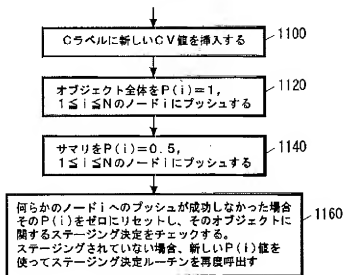 Cラベルに新しいCV値を挿入する
1100
オブジェクト全体をP(i)=1,
1≦i≦Nのノードiにプッシュする
1120
サマリをP(i)=0.5,
1≦i≦Nのノードiにプッシュする
1140
何らかのノードiへのプッシュが成功しなかった場合
そのP(i)をゼロにリセットし、そのオブジェクトに
関するステージング決定をチェックする。
ステージングされていない場合、新しいP(i)値を
使ってステージング決定ルーチンを再度呼出す
1160